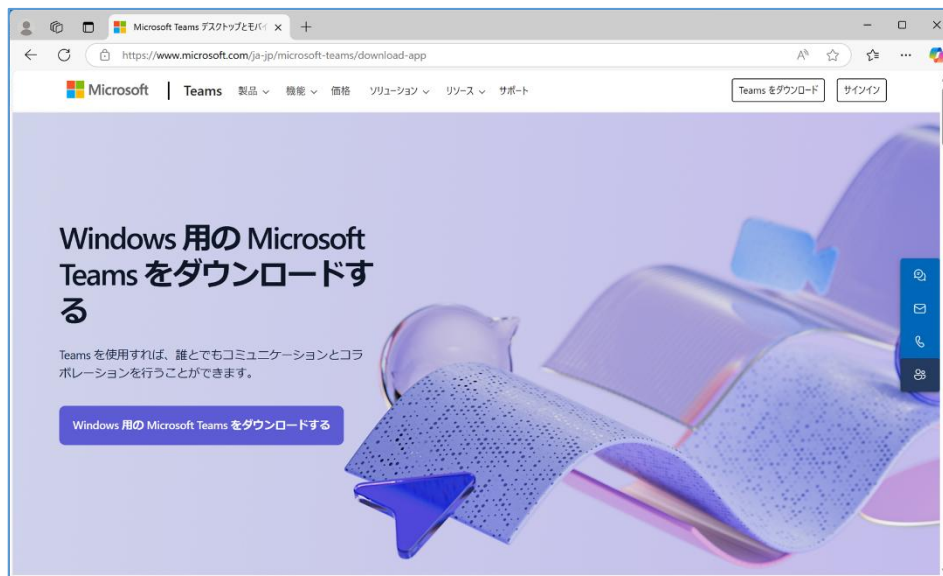 Microsoft Teams デスクトップとモバイ
https://www.microsoft.com/ja-jp/microsoft-teams/download-app
Microsoft Teams 製品 機能 価格 ソリューション リソース サポート Teams をダウンロード サインイン
Windows 用の Microsoft
Teams をダウンロードす
る
Teams を使用すれば、誰とでもコミュニケーションとコラ
ボレーションを行うことができます。
Windows 用の Microsoft Teams をダウンロードする